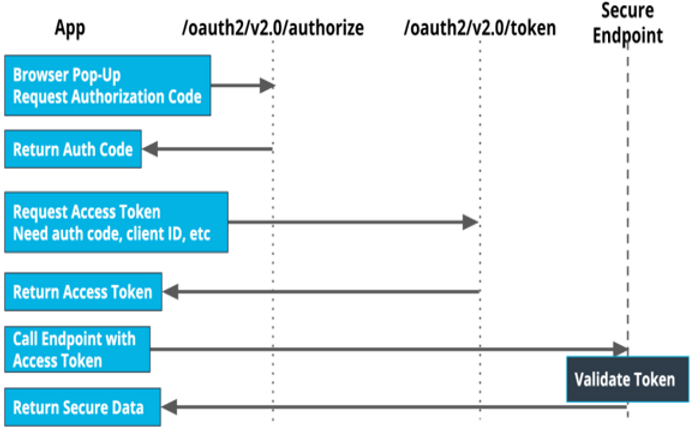 App
/oauth2/v2.0/authorize
/oauth2/v2.0/token
Secure
Endpoint
Browser Pop-Up
Request Authorization Code
Return Auth Code
Request Access Token
Need auth code, client ID, etc
Return Access Token
Call Endpoint with
Access Token
Validate Token
Return Secure Data